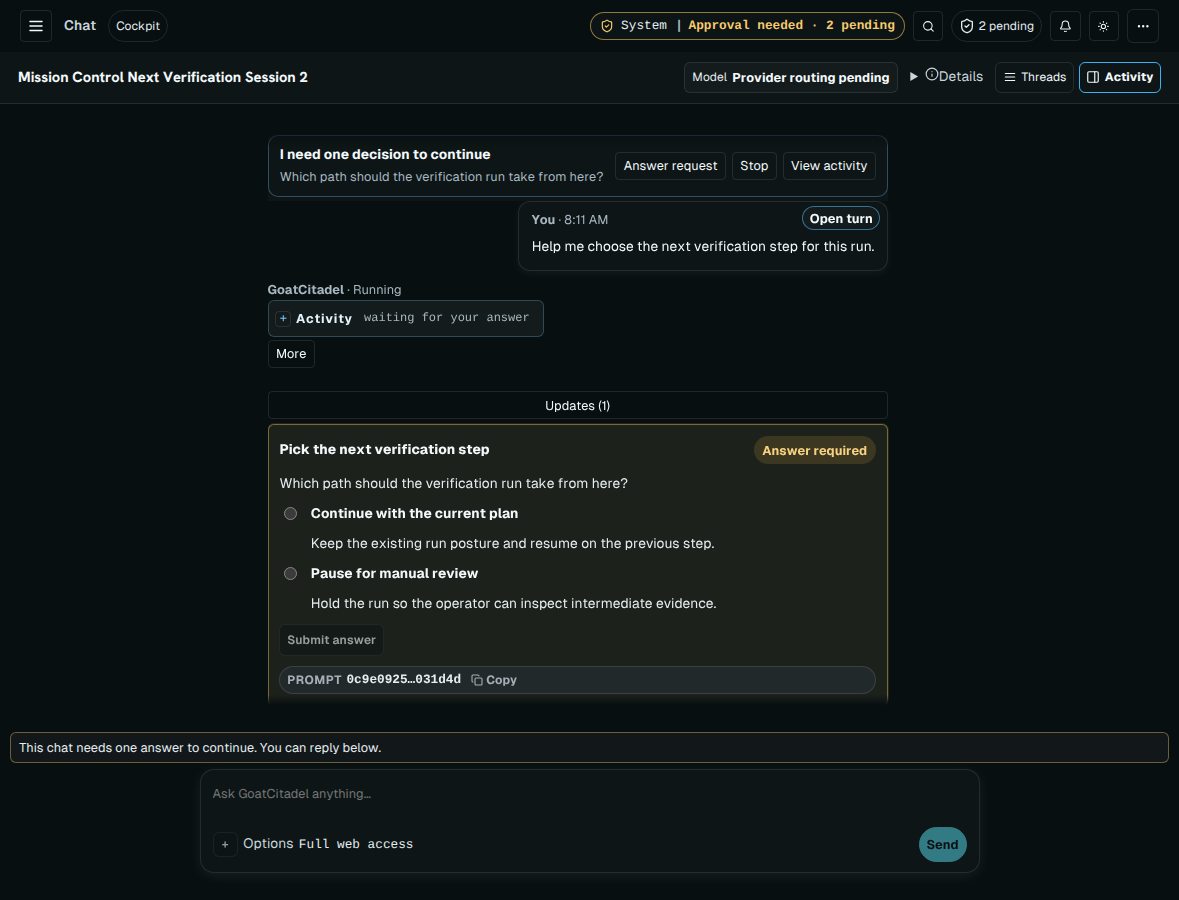 Chat Cockpit System | Approval needed · 2 pending 2 pending
Mission Control Next Verification Session 2 Model Provider routing pending Details Threads Activity
I need one decision to continue
Which path should the verification run take from here?
Answer request Stop View activity
You · 8:11 AM Open turn
Help me choose the next verification step for this run.
GoatCitadel · Running
+ Activity waiting for your answer
More
Updates (1)
Pick the next verification step Answer required
Which path should the verification run take from here?
Continue with the current plan
Keep the existing run posture and resume on the previous step.
Pause for manual review
Hold the run so the operator can inspect intermediate evidence.
Submit answer
PROMPT 0c9e0925…031d4d Copy
This chat needs one answer to continue. You can reply below.
Ask GoatCitadel anything…
+ Options Full web access Send